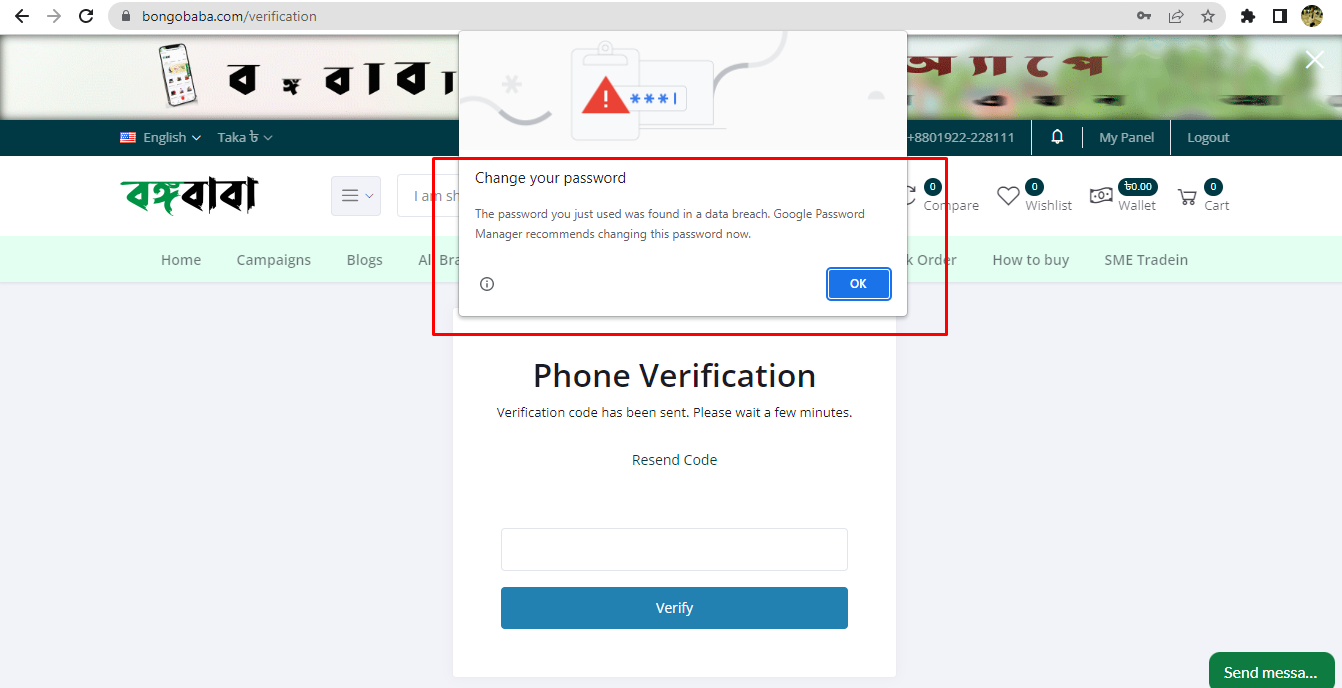 bongobaba.com/verification
ব ঙ্গ বা বা
অ্যাপে
English
Taka ৳
+8801922-228111
My Panel
Logout
বঙ্গবাবা
I am sh
0
Compare
0
Wishlist
৳0.00
Wallet
0
Cart
Home
Campaigns
Blogs
All Bra
k Order
How to buy
SME Tradein
***
Change your password
The password you just used was found in a data breach. Google Password
Manager recommends changing this password now.
OK
Phone Verification
Verification code has been sent. Please wait a few minutes.
Resend Code
Verify
Send messa...